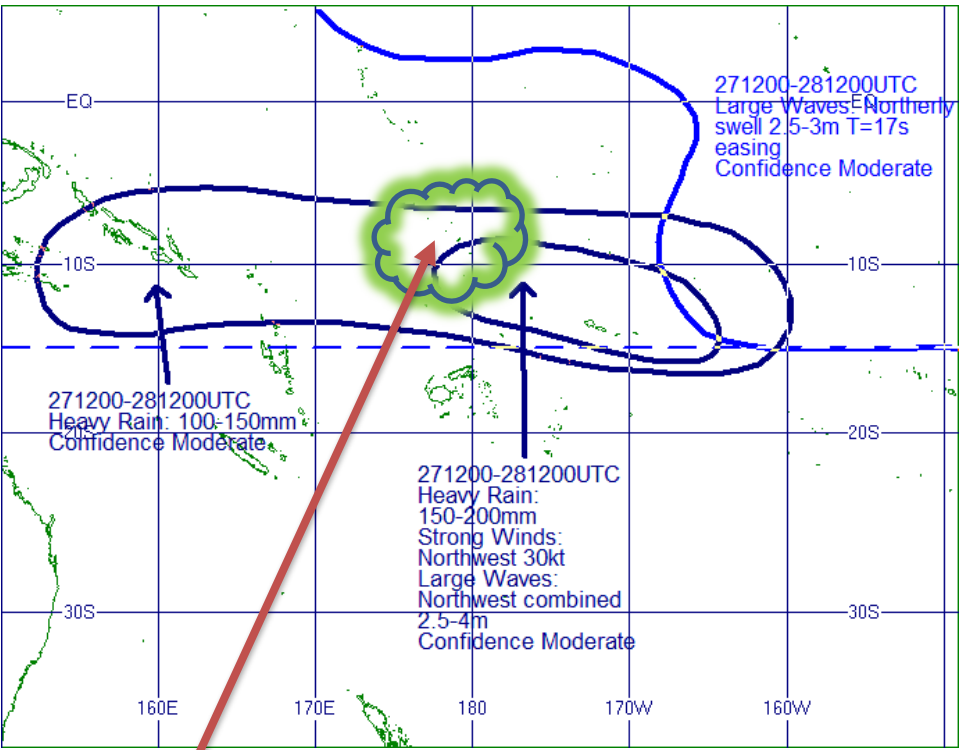 271200-281200UTC
EQ
Large Waves: Northerly
EQ
swell 2.5-3m T=17s
easing
Confidence Moderate
10S
10S
271200-281200UTC
Heavy Rain: 100-150mm
20S
Confidence Moderate
20S
271200-281200UTC
Heavy Rain:
150-200mm
Strong Winds:
Northwest 30kt
Large Waves:
Northwest combined
2.5-4m
Confidence Moderate
30S
30S
160E
170E
180
170W
160W